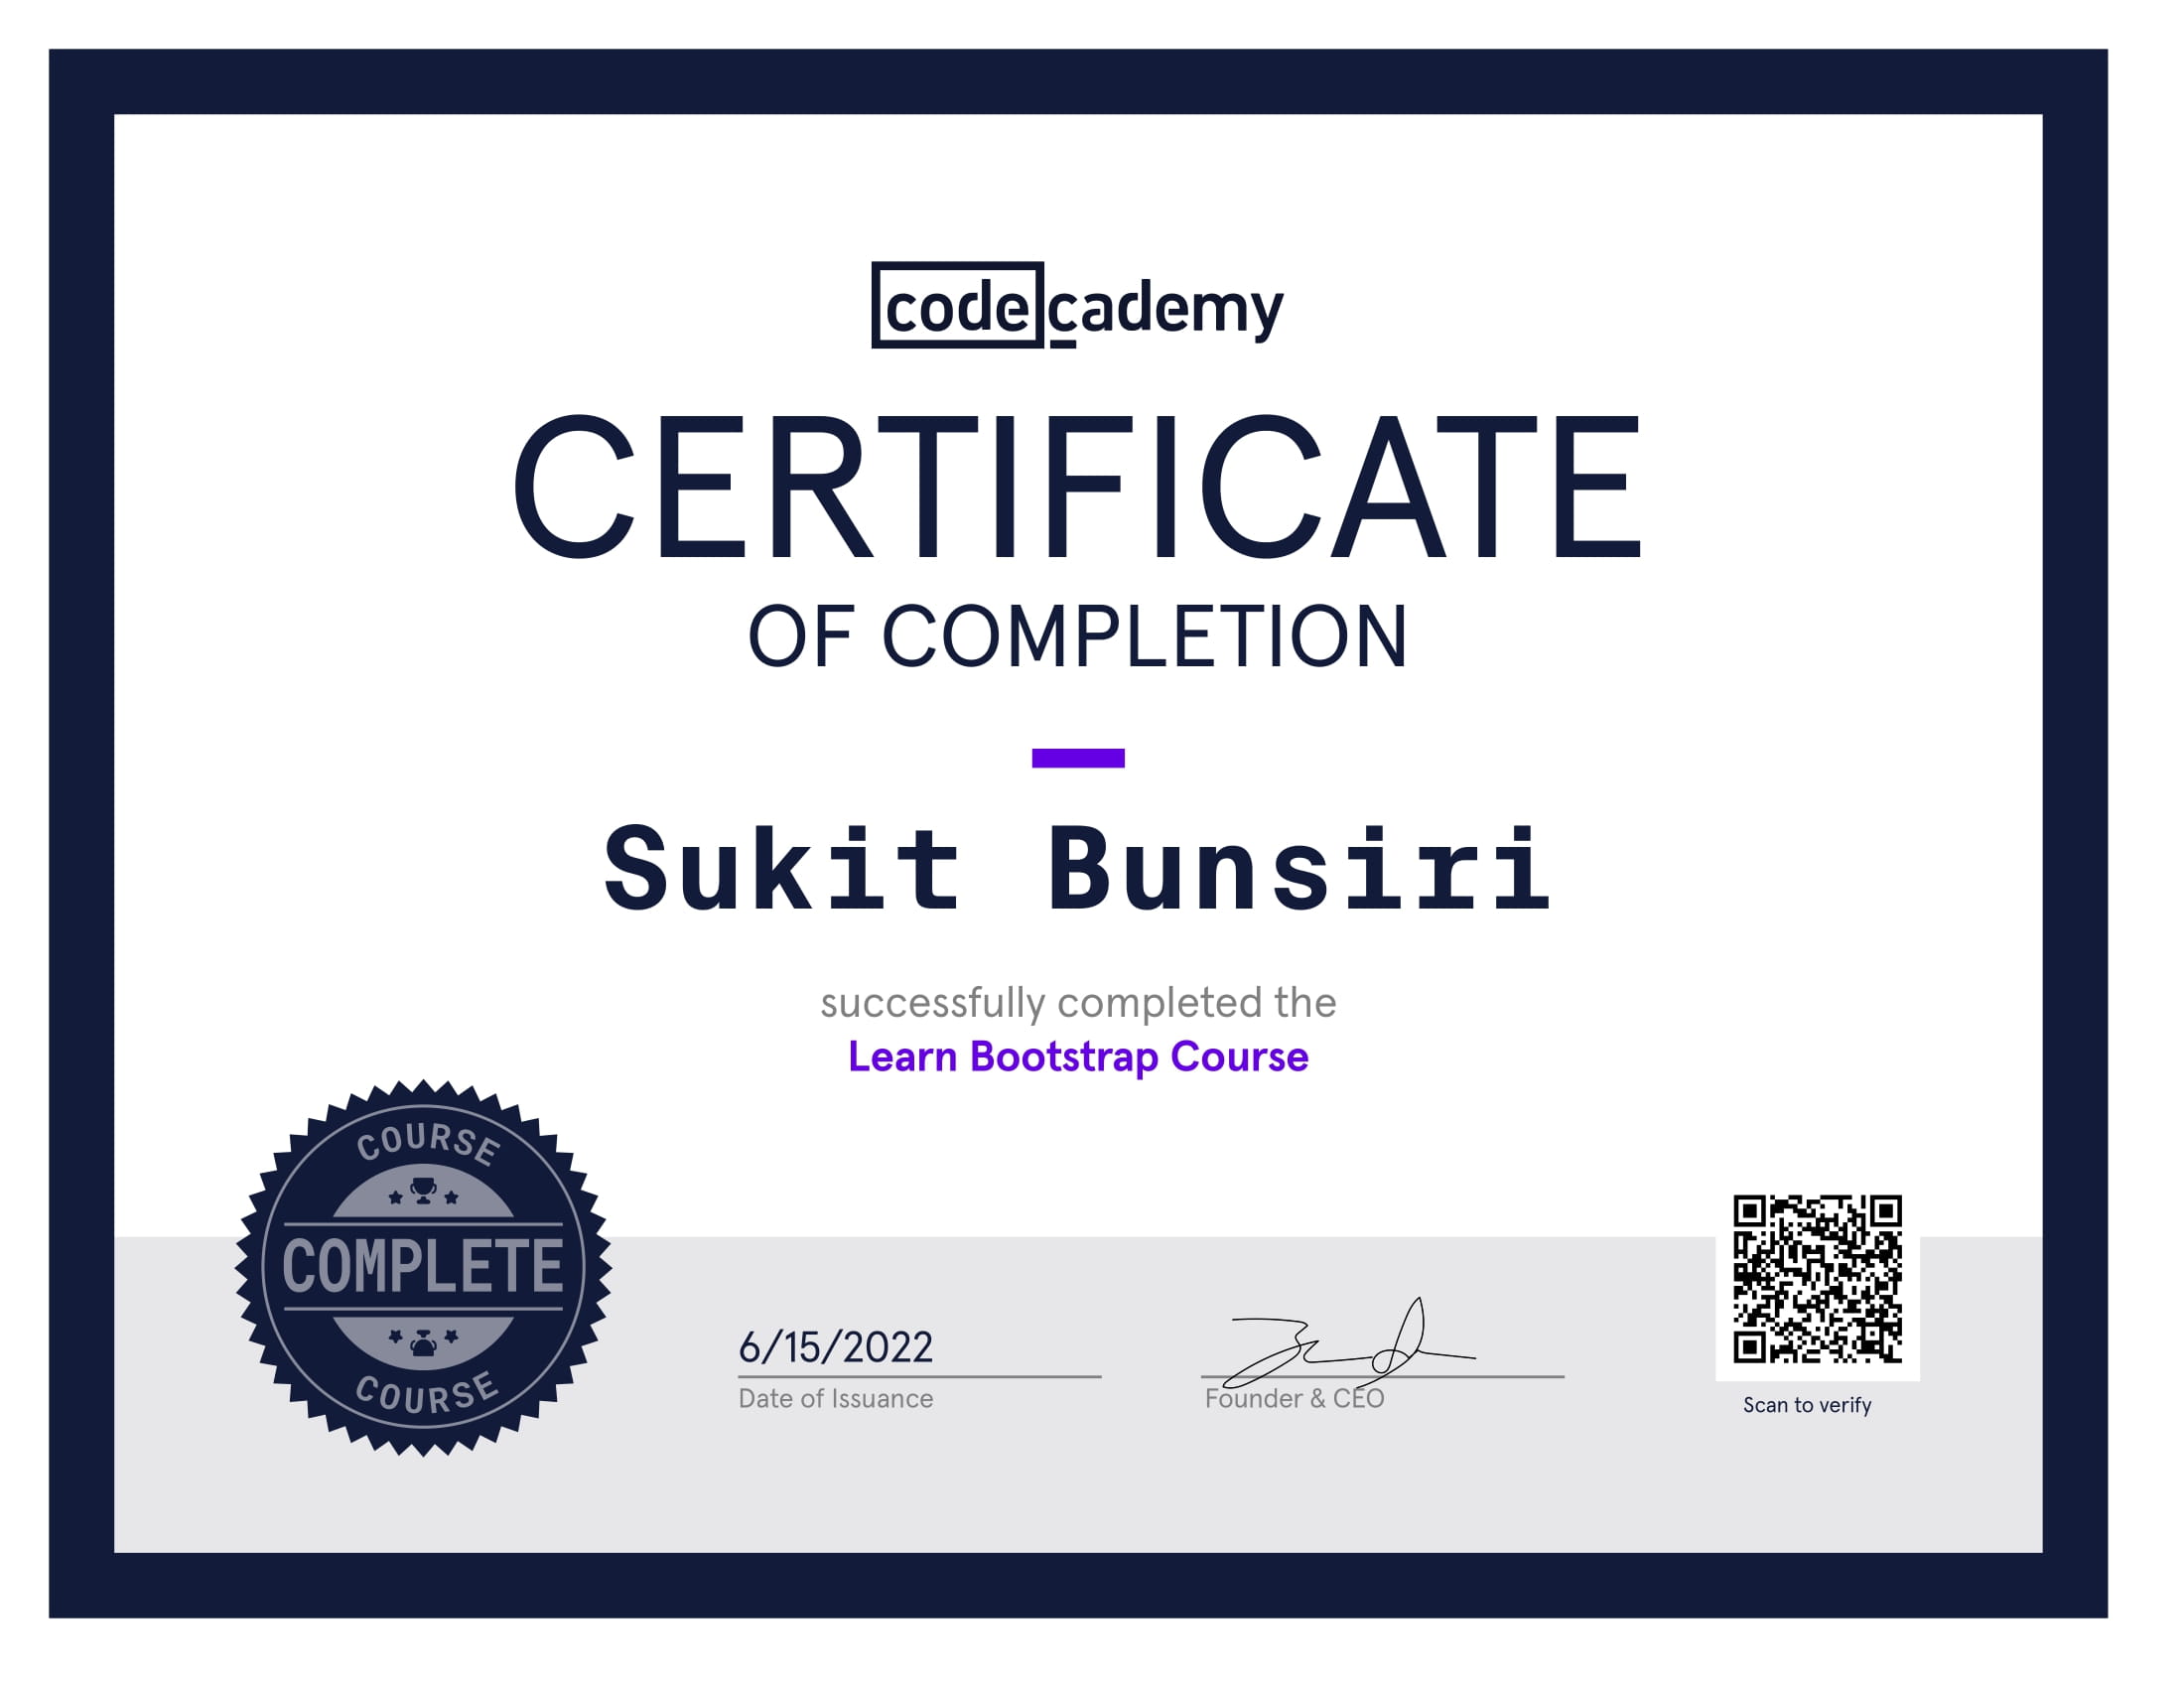 codecademy
CERTIFICATE
OF COMPLETION
Sukit Bunsiri
successfully completed the
Learn Bootstrap Course
COURSE
COMPLETE
COURSE
6/15/2022
Date of Issuance
Founder & CEO
Scan to verify